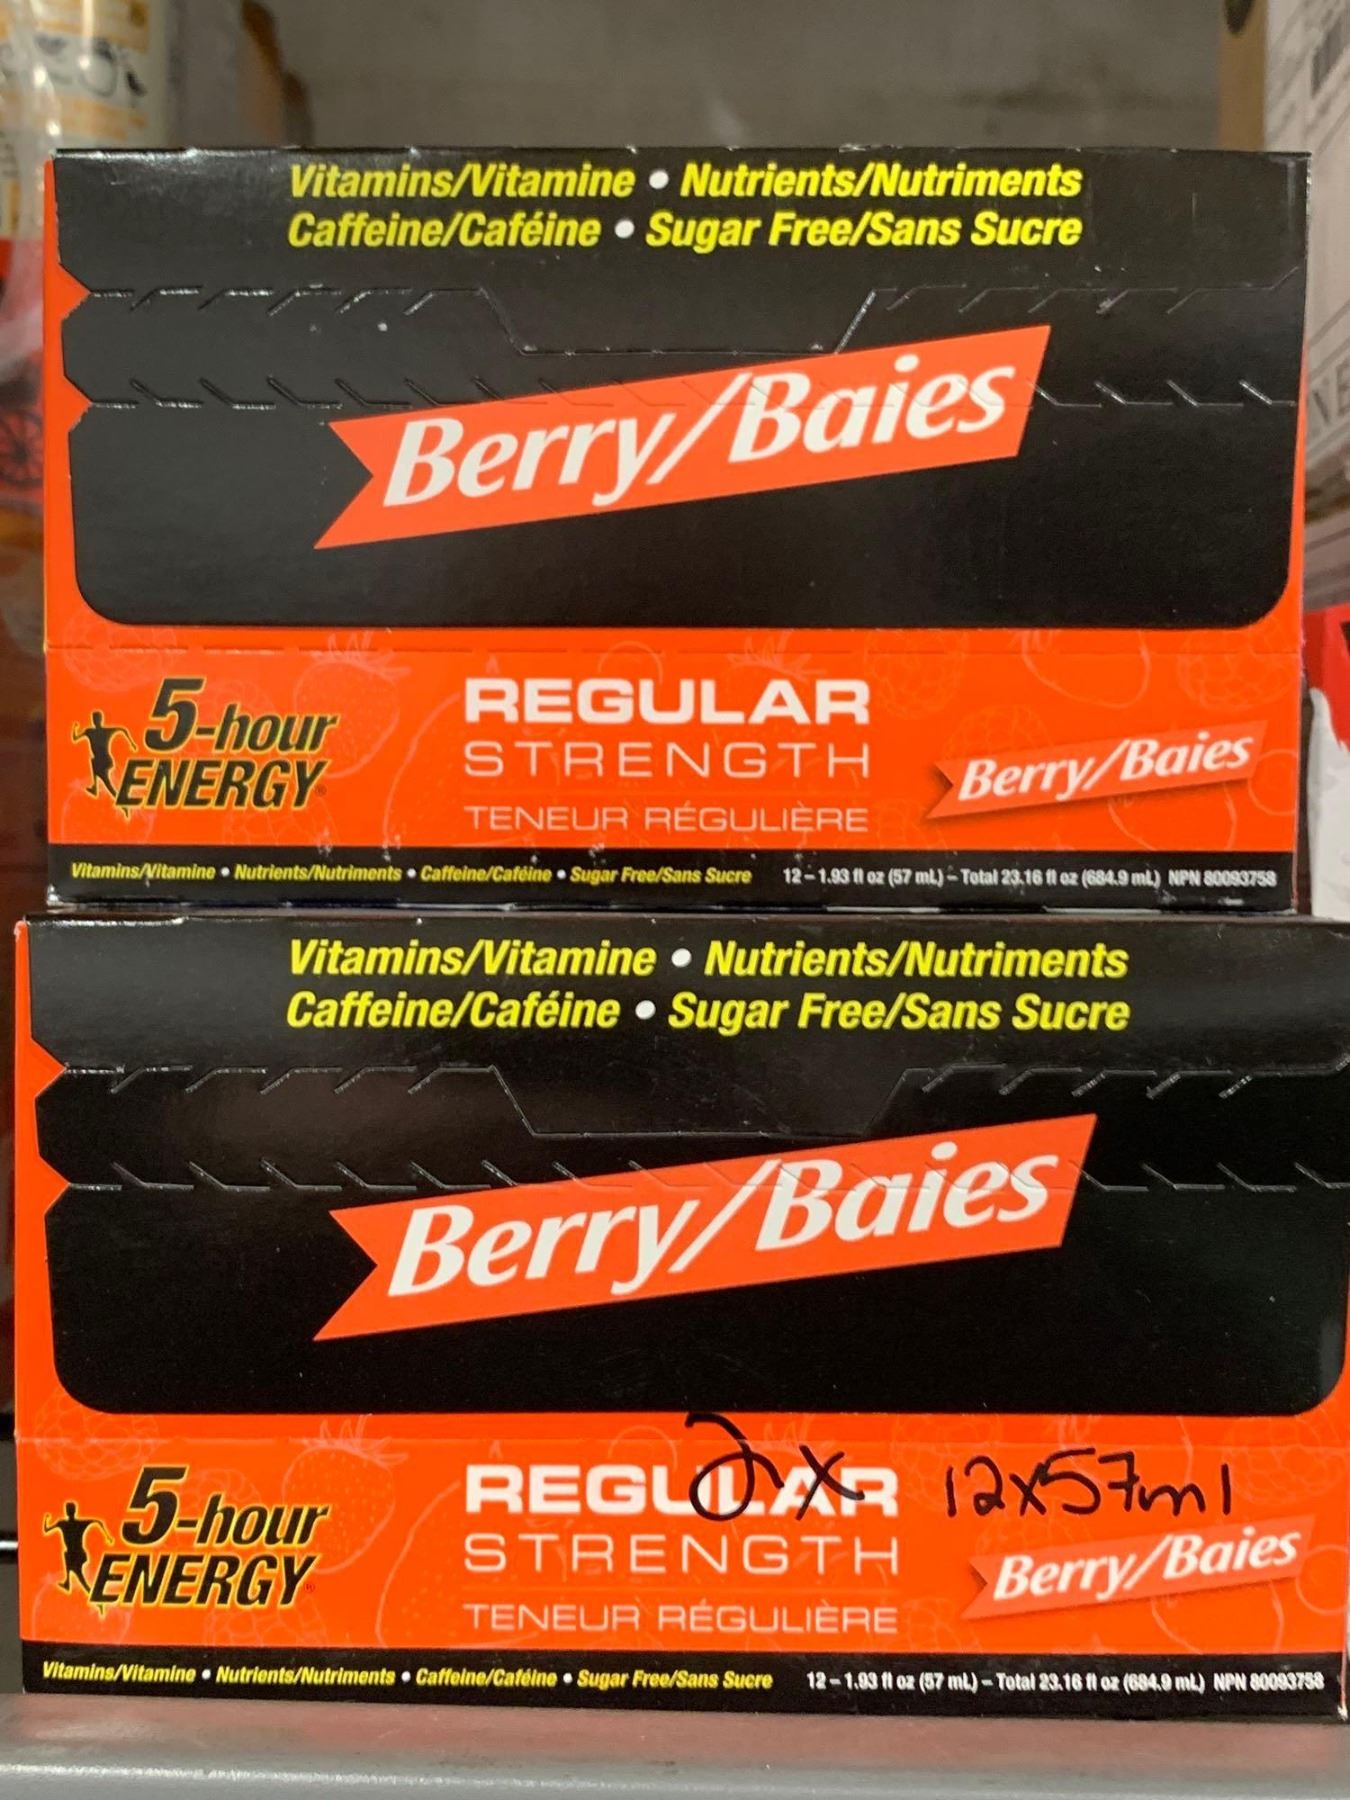 Vitamins/Vitamine • Nutrients/Nutriments
Caffeine/Caféine • Sugar Free/Sans Sucre
Berry/Baies
5-hour
ENERGY®
REGULAR
STRENGTH
TENEUR RÉGULIÈRE
Berry/Baies
Vitamins/Vitamine • Nutrients/Nutriments • Caffeine/Caféine • Sugar Free/Sans Sucre 12 – 1.93 fl oz (57 mL) – Total 23.16 fl oz (684.9 mL) NPN 80093758
Vitamins/Vitamine • Nutrients/Nutriments
Caffeine/Caféine • Sugar Free/Sans Sucre
Berry/Baies
2x 12x57ml
5-hour
ENERGY®
REGULAR
STRENGTH
TENEUR RÉGULIÈRE
Berry/Baies
Vitamins/Vitamine • Nutrients/Nutriments • Caffeine/Caféine • Sugar Free/Sans Sucre 12 – 1.93 fl oz (57 mL) – Total 23.16 fl oz (684.9 mL) NPN 80093758